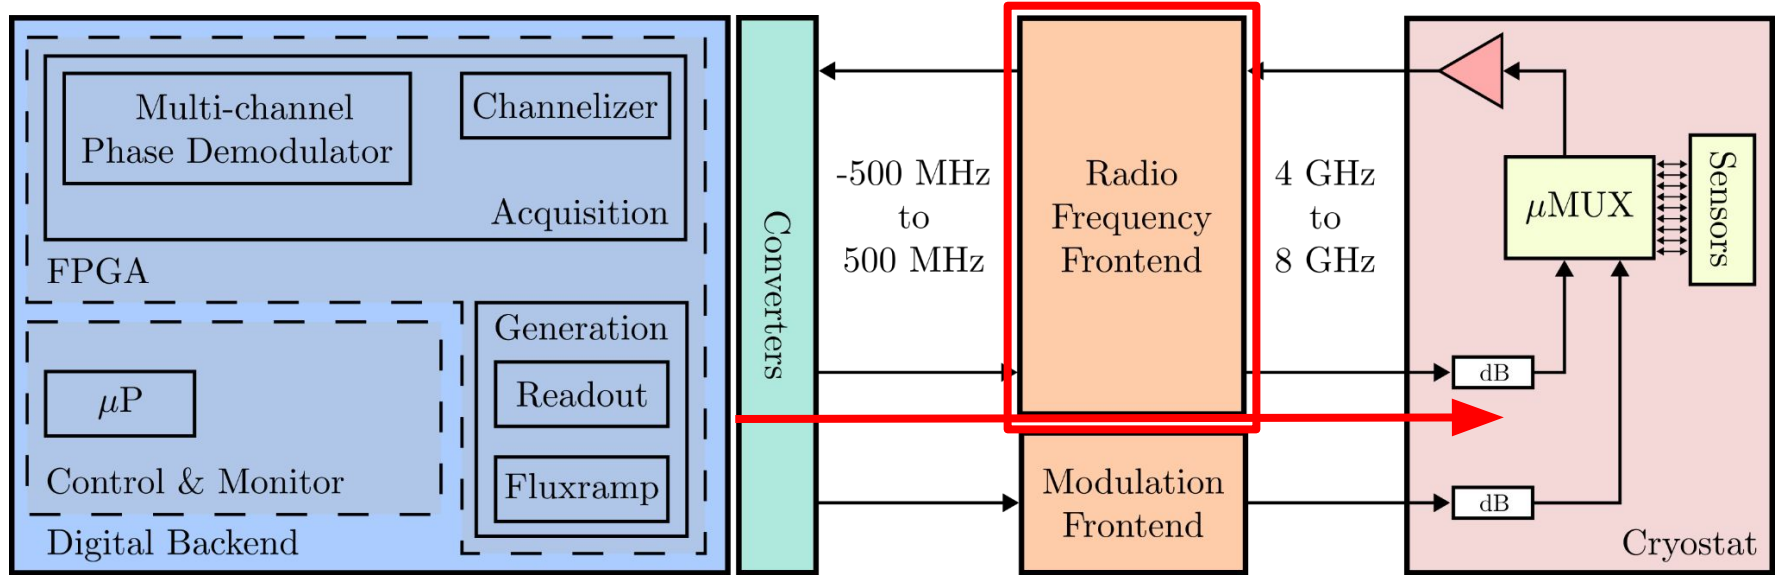 Multi-channel
Phase Demodulator
Channelizer
Acquisition
FPGA
Generation
Readout
Fluxramp
μP
Control & Monitor
Digital Backend
Converters
-500 MHz
to
500 MHz
Radio
Frequency
Frontend
Modulation
Frontend
4 GHz
to
8 GHz
μMUX
Sensors
dB
dB
Cryostat